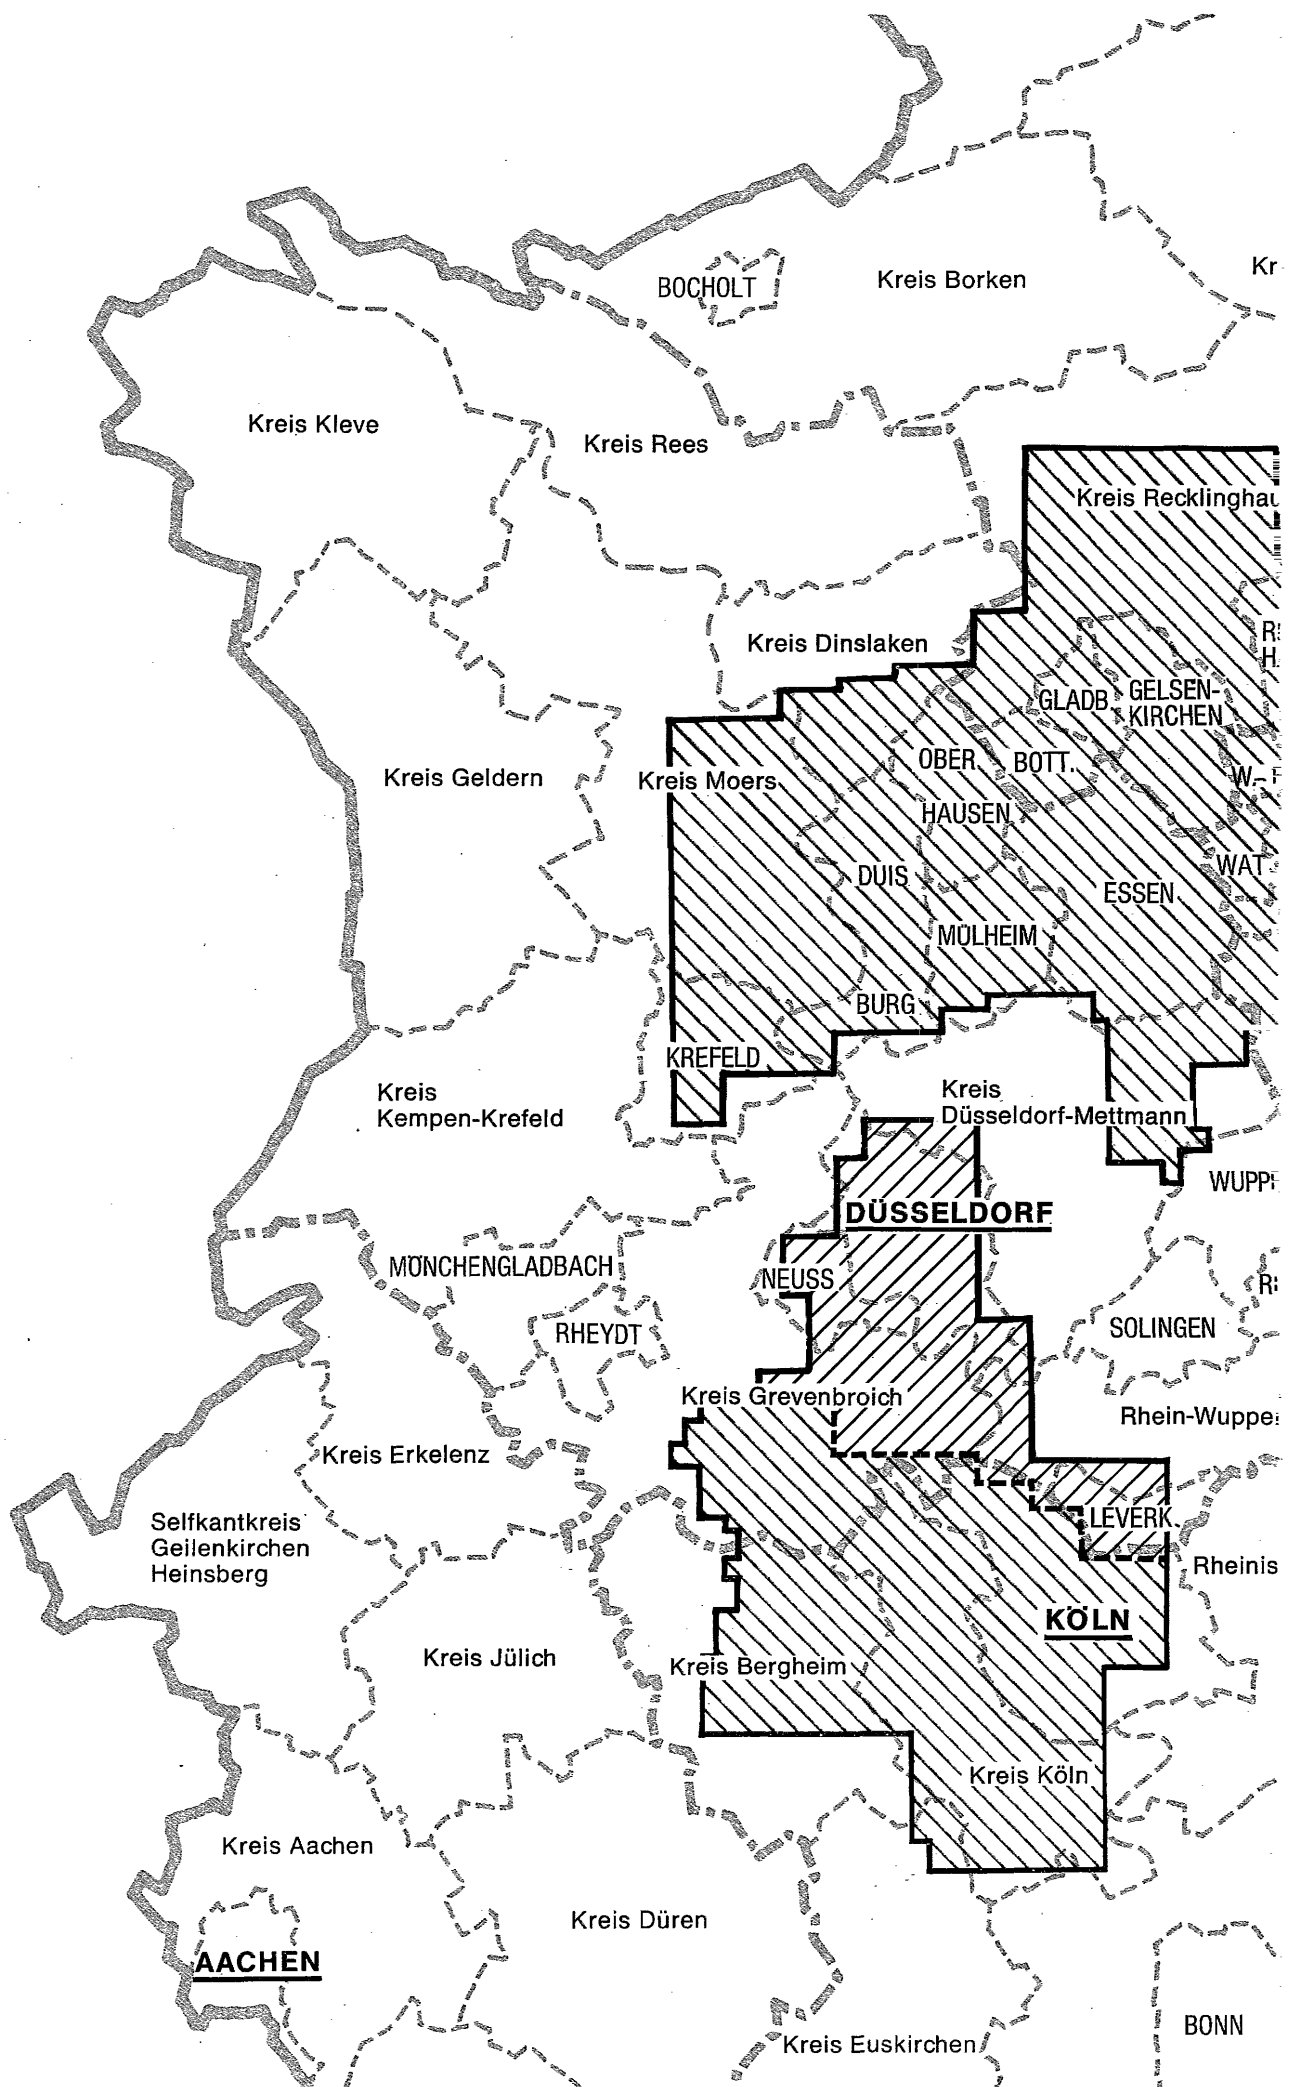 BOCHOLT
Kreis Borken
Kr
Kreis Kleve
Kreis Rees
Kreis Recklinghau
Kreis Dinslaken
GLADB.
GELSEN-
KIRCHEN
Kreis Geldern
Kreis Moers
OBER
HAUSEN
BOTT.
DUIS
BURG
WAT
ESSEN
MÜLHEIM
KREFELD
Kreis
Kempen-Krefeld
Kreis
Düsseldorf-Mettmann
WUPPE
DÜSSELDORF
MÖNCHENGLADBACH
NEUSS
RHEYDT
SOLINGEN
Kreis Grevenbroich
Rhein-Wuppe
Kreis Erkelenz
Selfkantkreis
Geilenkirchen
Heinsberg
LEVERK.
Rheinis
KÖLN
Kreis Jülich
Kreis Bergheim
Kreis Köln
Kreis Aachen
Kreis Düren
AACHEN
BONN
Kreis Euskirchen